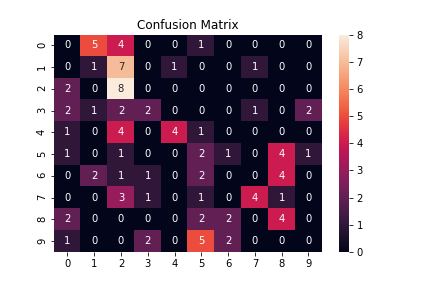 Confusion Matrix
0 0 5 4 0 0 1 0 0 0 0
1 0 1 7 0 1 0 0 1 0 0
2 2 0 8 0 0 0 0 0 0 0
3 2 1 2 2 0 0 0 1 0 2
4 1 0 4 0 4 1 0 0 0 0
5 1 0 1 0 0 2 1 0 4 1
6 0 2 1 1 0 2 0 0 4 0
7 0 0 3 1 0 1 0 4 1 0
8 2 0 0 0 0 2 2 0 4 0
9 1 0 0 2 0 5 2 0 0 0
0 1 2 3 4 5 6 7 8 9
8
7
6
5
4
3
2
1
0